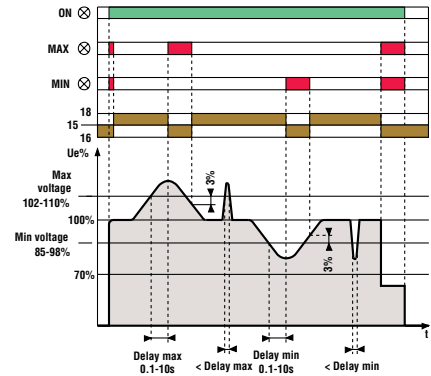 ON
MAX
MIN
18
15
16
Ue%
Max
voltage
102-110%
3%
100%
Min voltage
85-98%
3%
70%
t
Delay max
0.1-10s
< Delay max
Delay min
0.1-10s
< Delay min